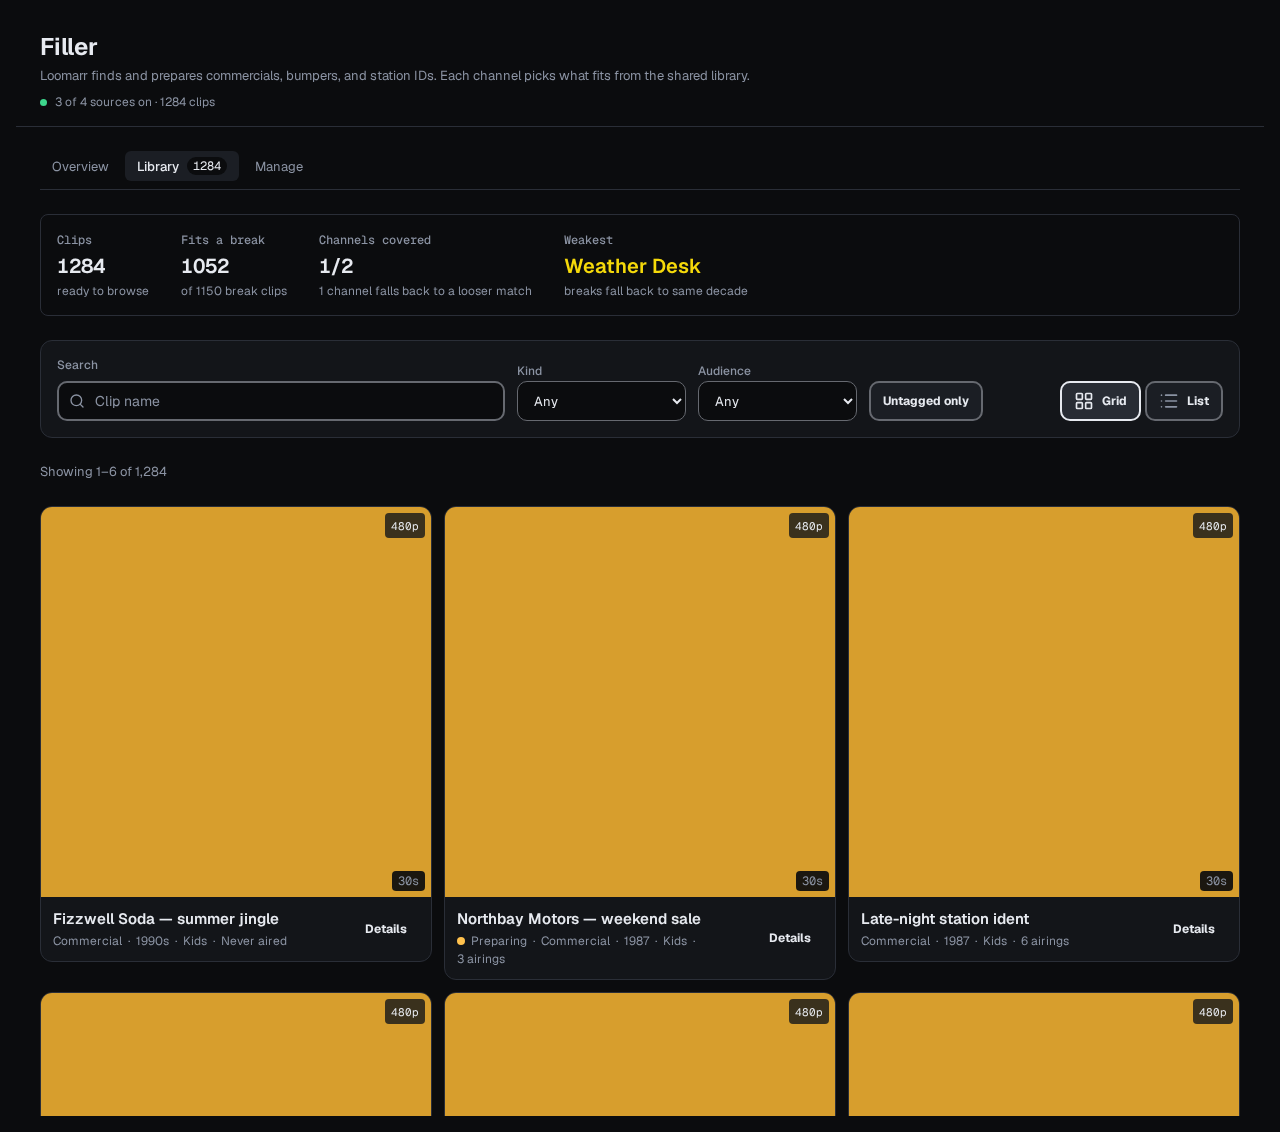 Filler
Loomarr finds and prepares commercials, bumpers, and station IDs. Each channel picks what fits from the shared library.
3 of 4 sources on · 1284 clips
Overview Library 1284 Manage
Clips Fits a break Channels covered Weakest
1284 1052 1/2 Weather Desk
ready to browse of 1150 break clips 1 channel falls back to a looser match breaks fall back to same decade
Search Kind Audience
Clip name Any Any Untagged only Grid List
Showing 1–6 of 1,284
480p 480p 480p
30s 30s 30s
Fizzwell Soda — summer jingle Details Northbay Motors — weekend sale Details Late-night station ident Details
Commercial · 1990s · Kids · Never aired Preparing · Commercial · 1987 · Kids · Commercial · 1987 · Kids · 6 airings
3 airings
480p 480p 480p